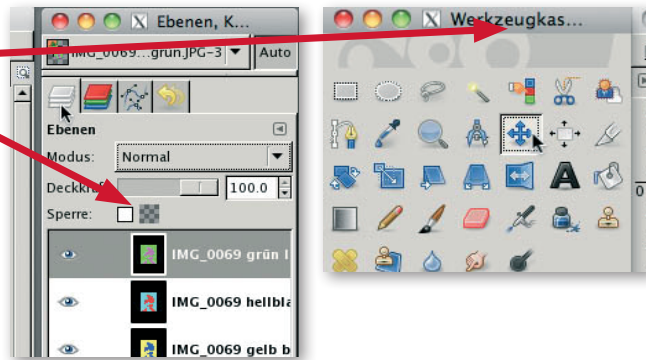 Ebenen, K...
IMG_0069...grün.JPG-3
Auto
Ebenen
Modus: Normal
100.0
Sperre:
IMG_0069 grün
IMG_0069 hellbla
IMG_0069 gelb b
Werkzeugkas...
0